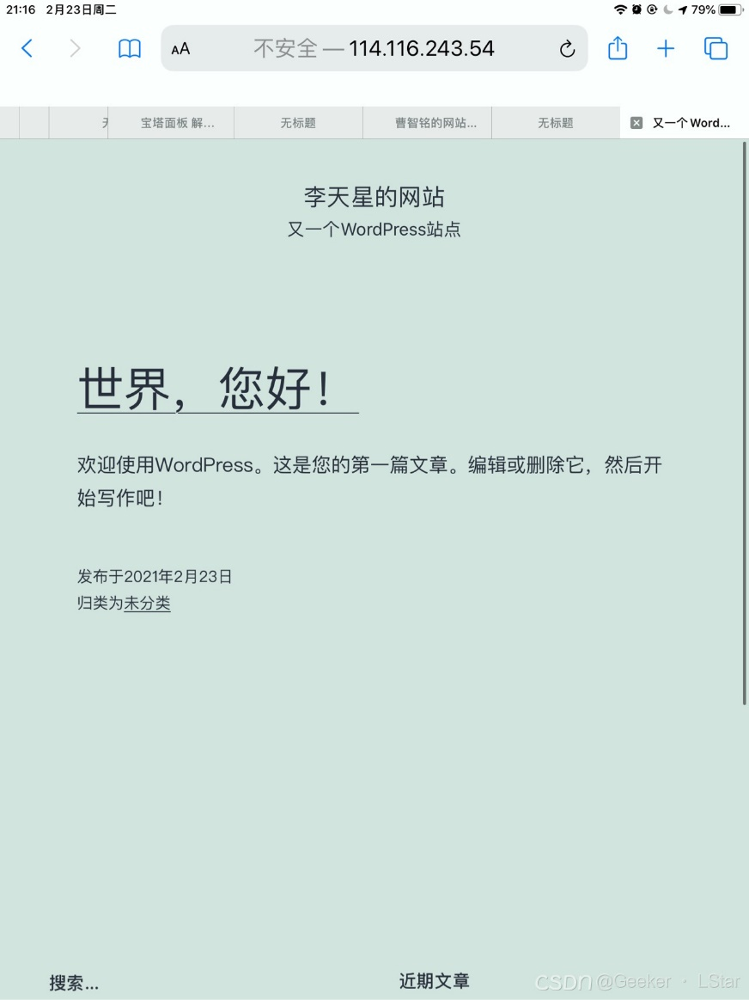 21:16 2月23日周二
79%
AA 不安全 — 114.116.243.54
宝塔面板 解... 无标题 曹智铭的网站... 无标题 又一个 Word...
李天星的网站
又一个WordPress站点
世界，您好！
欢迎使用WordPress。这是您的第一篇文章。编辑或删除它，然后开
始写作吧！
发布于2021年2月23日
归类为未分类
搜索... 近期文章
CSDN @Geeker · LStar